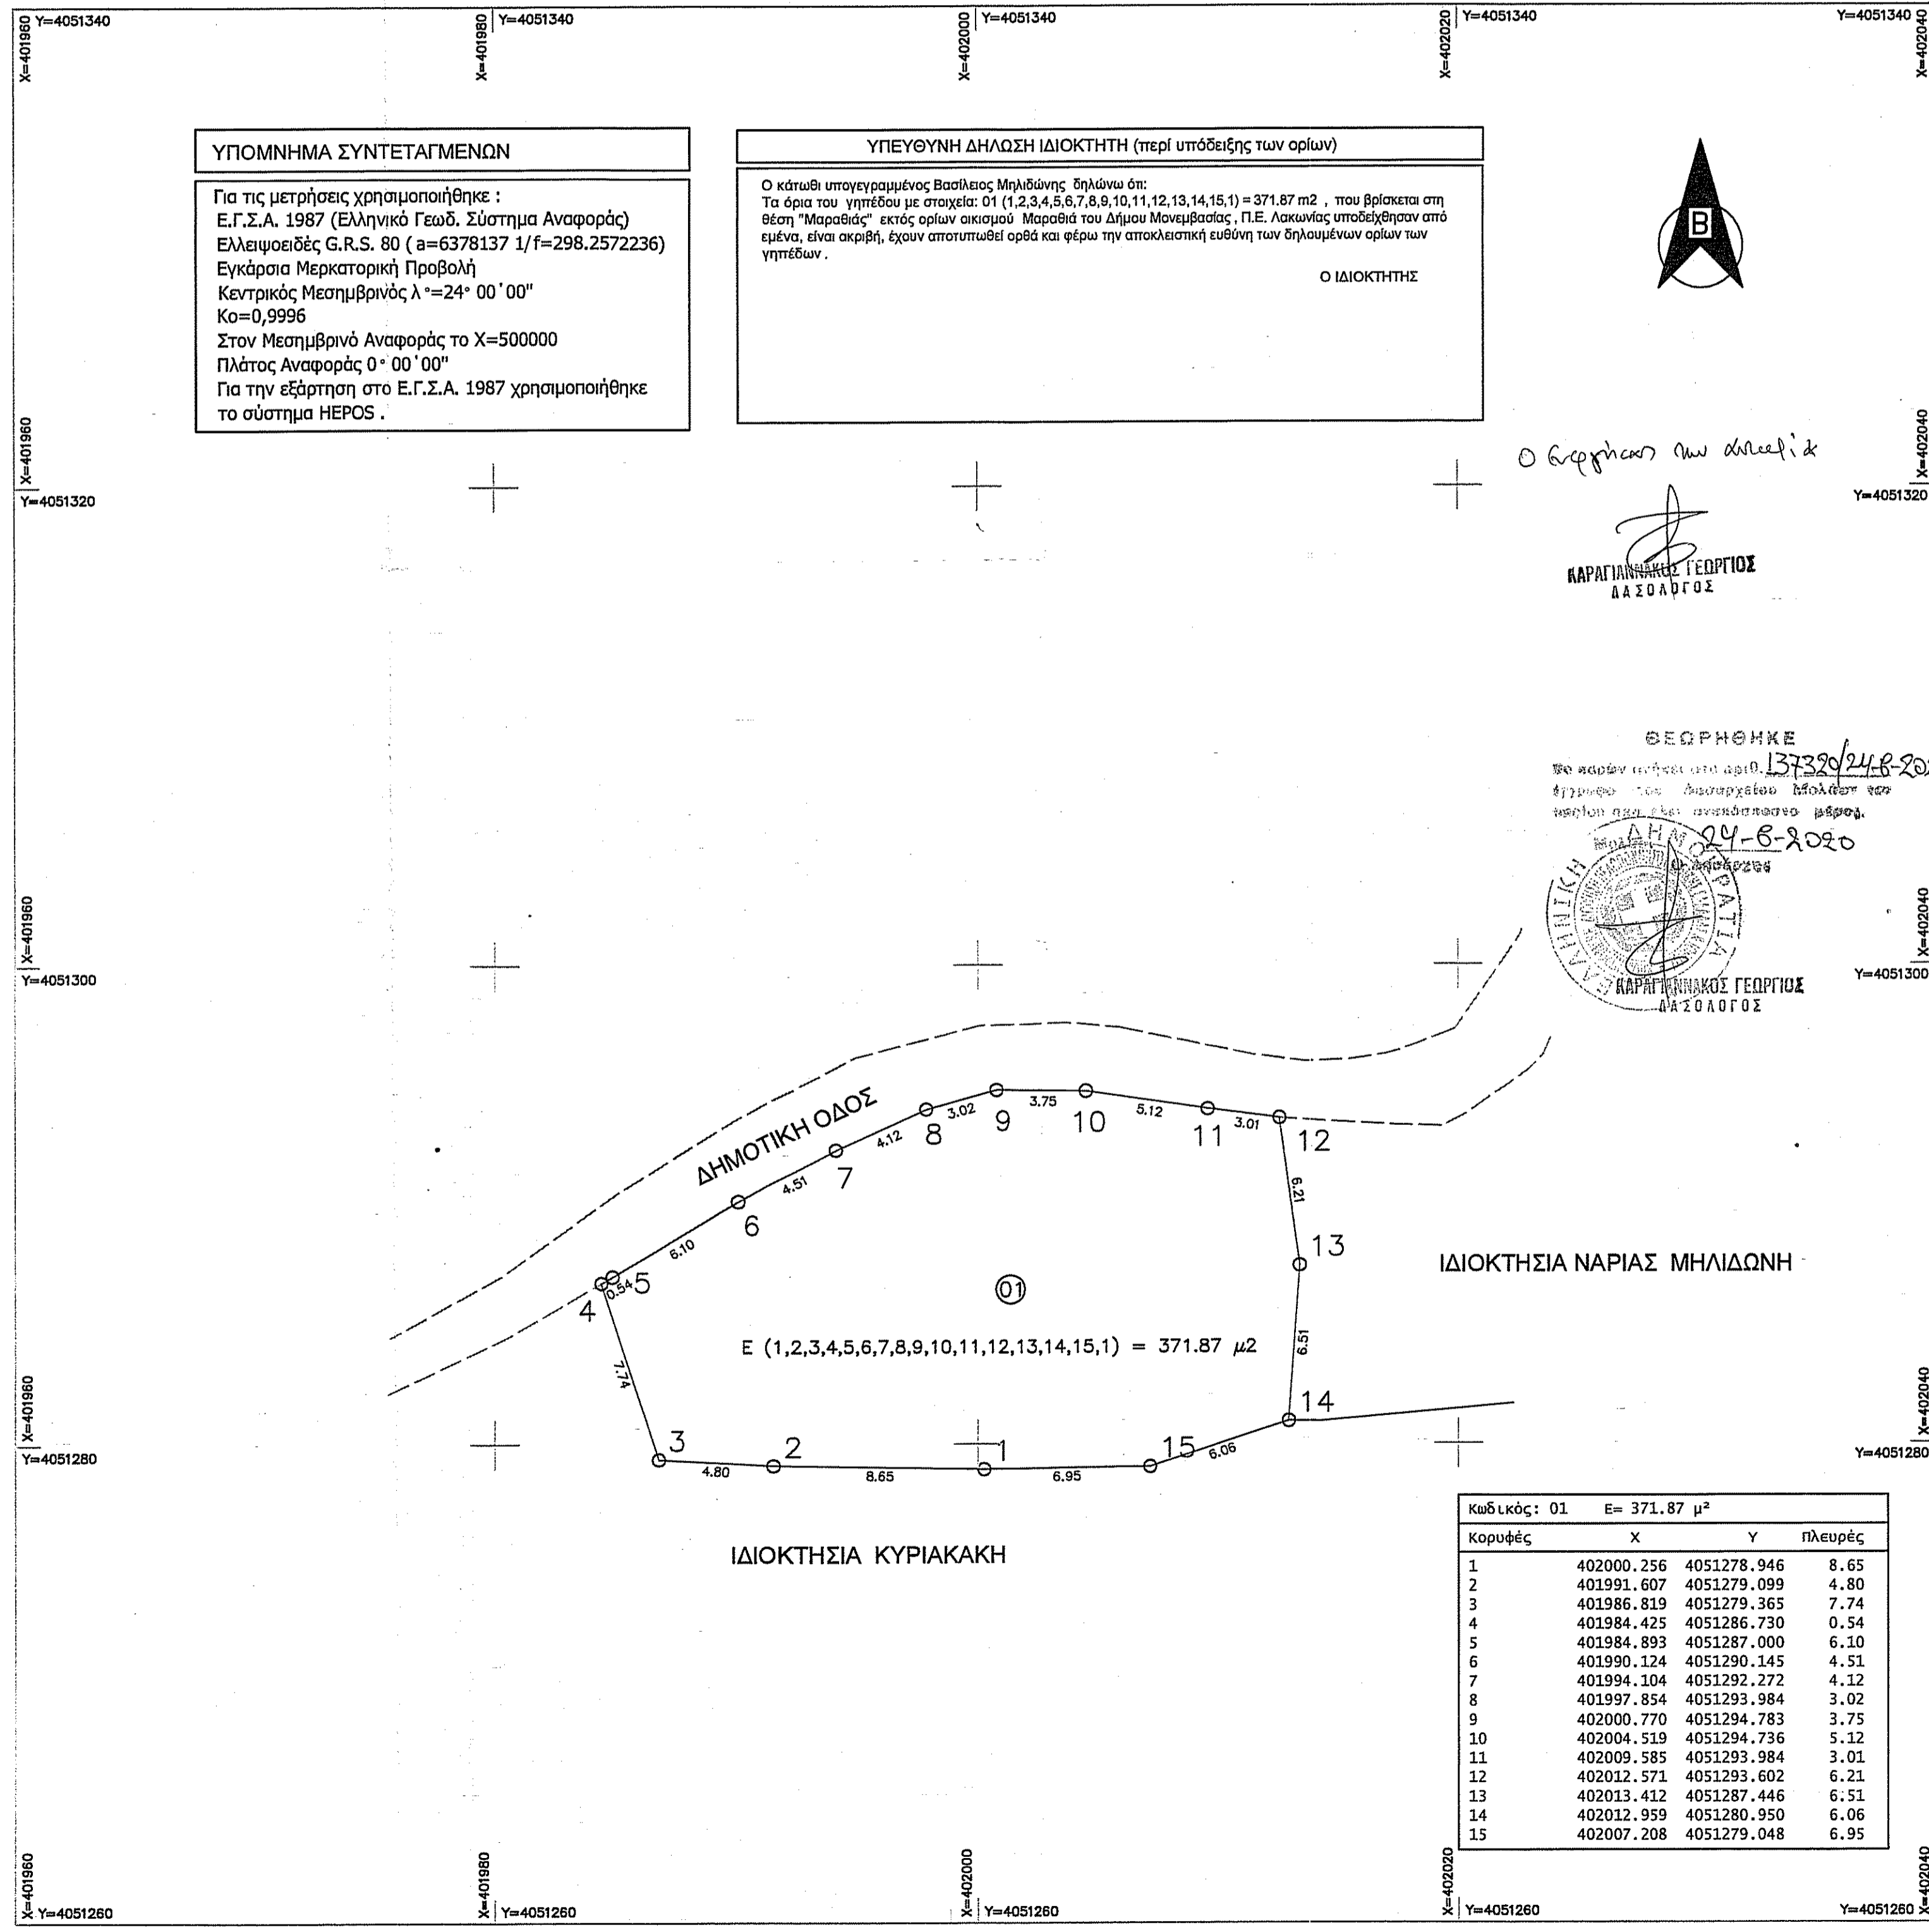 X=401960 Y=4051340 X=401980 Y=4051340 X=402000 Y=4051340 X=402020 Y=4051340 Y=4051340 X=402040
ΥΠΟΜΝΗΜΑ ΣΥΝΤΕΤΑΓΜΕΝΩΝ
Για τις μετρήσεις χρησιμοποιήθηκε :
Ε.Γ.Σ.Α. 1987 (Ελληνικό Γεωδ. Σύστημα Αναφοράς)
Ελλειψοειδές G.R.S. 80 ( a=6378137 1/f=298.2572236)
Εγκάρσια Μερκατορική Προβολή
Κεντρικός Μεσημβρινός λ °=24° 00 ' 00"
Κο=0,9996
Στον Μεσημβρινό Αναφοράς το Χ=500000
Πλάτος Αναφοράς 0° 00 ' 00"
Για την εξάρτηση στο Ε.Γ.Σ.Α. 1987 χρησιμοποιήθηκε
το σύστημα HEPOS .
ΥΠΕΥΘΥΝΗ ΔΗΛΩΣΗ ΙΔΙΟΚΤΗΤΗ (περί υπόδειξης των ορίων)
Ο κάτωθι υπογεγραμμένος Βασίλειος Μηλιδώνης δηλώνω ότι:
Τα όρια του γηπέδου με στοιχεία: 01 (1,2,3,4,5,6,7,8,9,10,11,12,13,14,15,1) = 371.87 m2 , που βρίσκεται στη
θέση "Μαραθιάς" εκτός ορίων οικισμού Μαραθιά του Δήμου Μονεμβασίας , Π.Ε. Λακωνίας υποδείχθησαν από
εμένα, είναι ακριβή, έχουν αποτυπωθεί ορθά και φέρω την αποκλειστική ευθύνη των δηλουμένων ορίων των
γηπέδων .
Ο ΙΔΙΟΚΤΗΤΗΣ
Β
X=401960
Y=4051320
X=402040
Y=4051320
ΚΑΡΑΓΙΑΝΝΑΚΟΣ ΓΕΩΡΓΙΟΣ
ΔΑΣΟΛΟΓΟΣ
ΘΕΩΡΗΘΗΚΕ
137320/24-6-202
24-6-2020
ΕΛΛΗΝΙΚΗ ΔΗΜΟΚΡΑΤΙΑ
ΚΑΡΑΓΙΑΝΝΑΚΟΣ ΓΕΩΡΓΙΟΣ
ΔΑΣΟΛΟΓΟΣ
X=401960
Y=4051300
X=402040
Y=4051300
ΔΗΜΟΤΙΚΗ ΟΔΟΣ
3.02 9 3.75 10 5.12 11 3.01 12
8
4.12
7
4.51
6
6.21
6.10
13
ΙΔΙΟΚΤΗΣΙΑ ΝΑΡΙΑΣ ΜΗΛΙΔΩΝΗ
5
0.54
4
01
E (1,2,3,4,5,6,7,8,9,10,11,12,13,14,15,1) = 371.87 μ2
6.51
7.74
14
3 2 1 15
4.80 8.65 6.95 6.06
X=401960
Y=4051280
X=402040
Y=4051280
ΙΔΙΟΚΤΗΣΙΑ ΚΥΡΙΑΚΑΚΗ
Κωδικός: 01 E= 371.87 μ²
Κορυφές X Y Πλευρές
1 402000.256 4051278.946 8.65
2 401991.607 4051279.099 4.80
3 401986.819 4051279.365 7.74
4 401984.425 4051286.730 0.54
5 401984.893 4051287.000 6.10
6 401990.124 4051290.145 4.51
7 401994.104 4051292.272 4.12
8 401997.854 4051293.984 3.02
9 402000.770 4051294.783 3.75
10 402004.519 4051294.736 5.12
11 402009.585 4051293.984 3.01
12 402012.571 4051293.602 6.21
13 402013.412 4051287.446 6.51
14 402012.959 4051280.950 6.06
15 402007.208 4051279.048 6.95
X=401960 Y=4051260 X=401980 Y=4051260 X=402000 Y=4051260 X=402020 Y=4051260 Y=4051260 X=402040